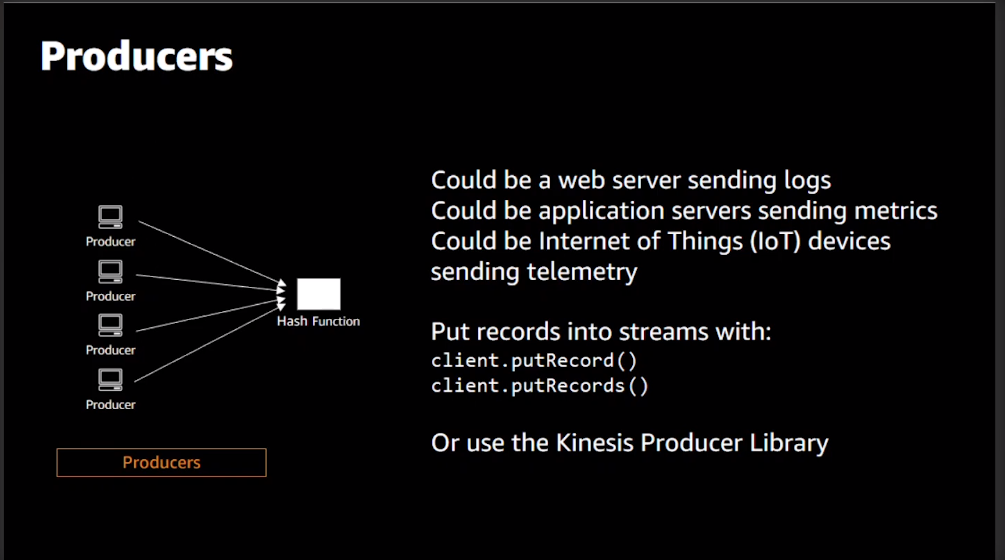 Producers
Producer
Producer
Producer
Producer
Hash Function
Producers
Could be a web server sending logs
Could be application servers sending metrics
Could be Internet of Things (IoT) devices
sending telemetry
Put records into streams with:
client.putRecord()
client.putRecords()
Or use the Kinesis Producer Library